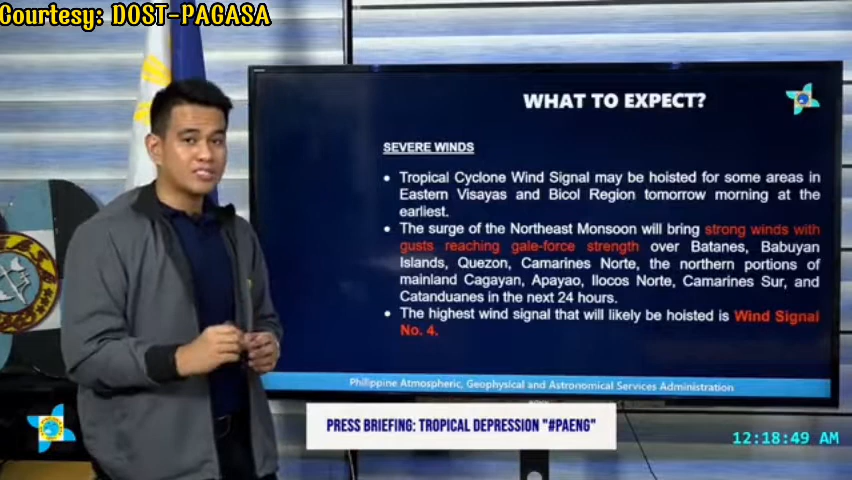 Courtesy: DOST-PAGASA
WHAT TO EXPECT?
SEVERE WINDS
• Tropical Cyclone Wind Signal may be hoisted for some areas in
Eastern Visayas and Bicol Region tomorrow morning at the
earliest.
• The surge of the Northeast Monsoon will bring strong winds with
gusts reaching gale-force strength over Batanes, Babuyan
Islands, Quezon, Camarines Norte, the northern portions of
mainland Cagayan, Apayao, Ilocos Norte, Camarines Sur, and
Catanduanes in the next 24 hours.
• The highest wind signal that will likely be hoisted is Wind Signal
No. 4.
Philippine Atmospheric, Geophysical and Astronomical Services Administration
PRESS BRIEFING: TROPICAL DEPRESSION "#PAENG"
12:18:49 AM